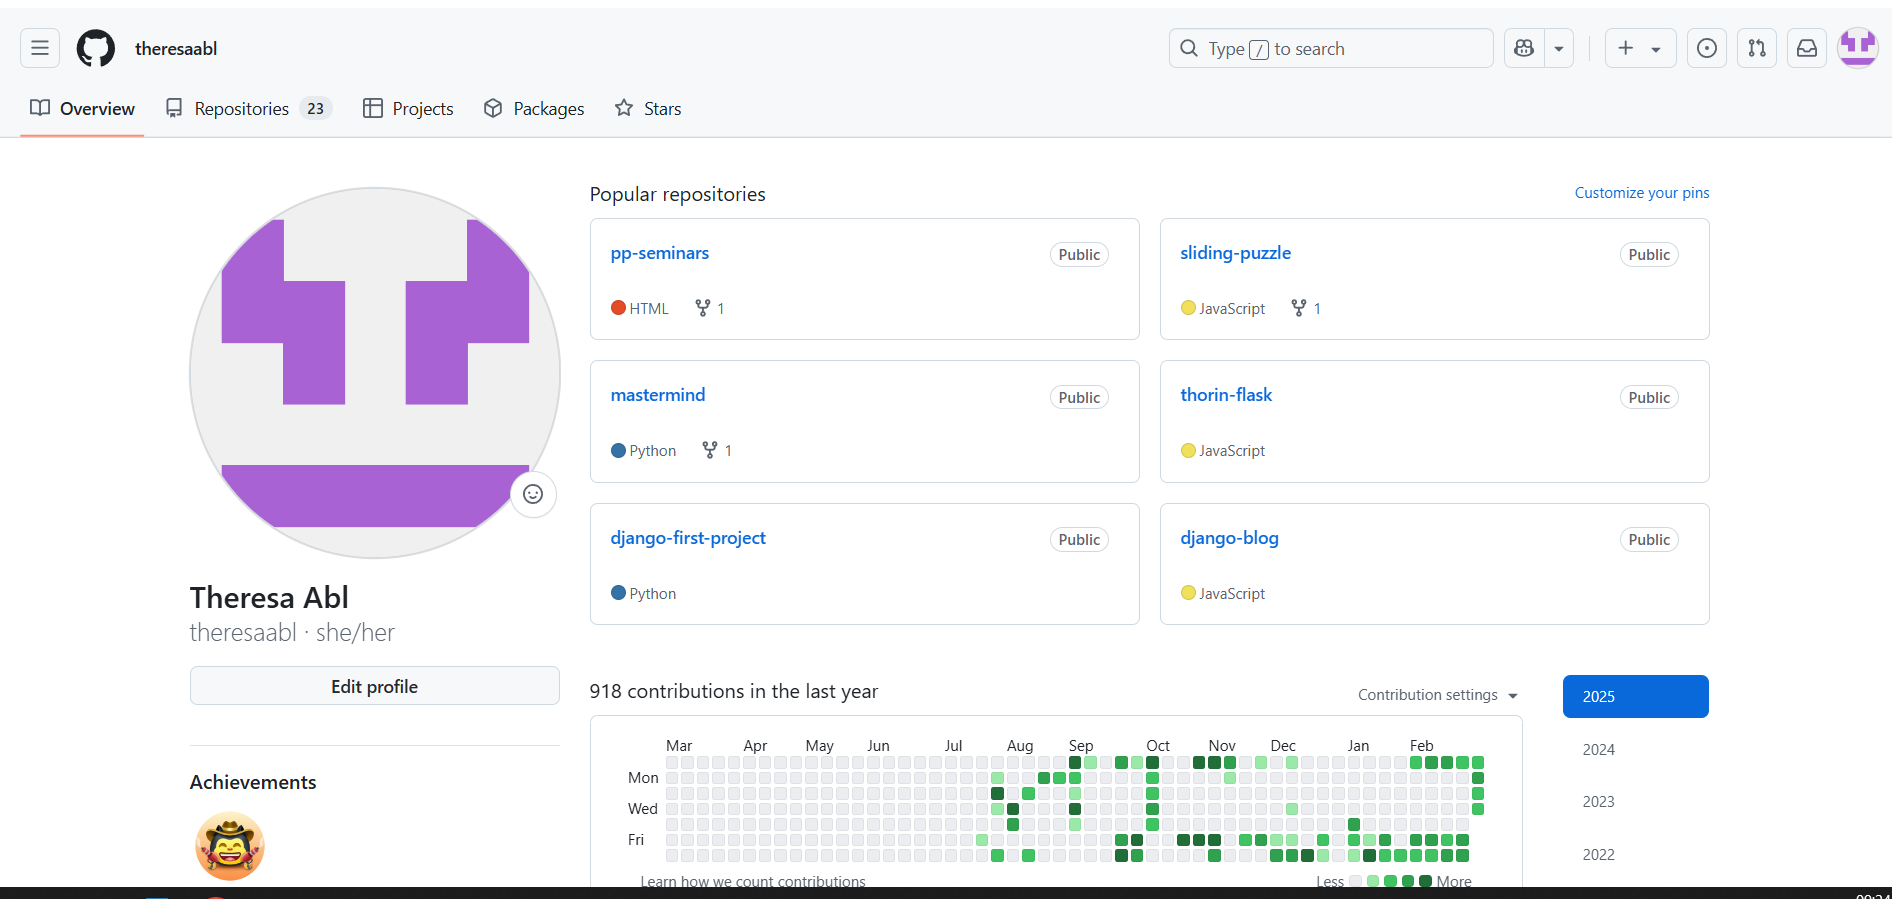 theresaabl
Type / to search
Overview
Repositories 23
Projects
Packages
Stars
Theresa Abl
theresaabl · she/her
Edit profile
Achievements
Popular repositories
Customize your pins
pp-seminars
Public
HTML
1
sliding-puzzle
Public
JavaScript
1
mastermind
Public
Python
1
thorin-flask
Public
JavaScript
django-first-project
Public
Python
django-blog
Public
JavaScript
918 contributions in the last year
Contribution settings
Mar Apr May Jun Jul Aug Sep Oct Nov Dec Jan Feb
Mon
Wed
Fri
Learn how we count contributions
Less
More
2025
2024
2023
2022